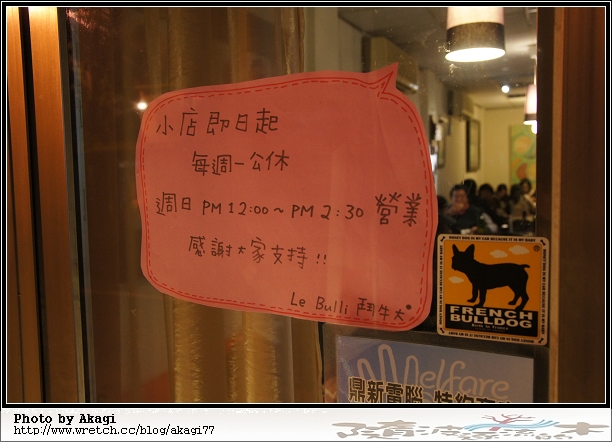 小店即日起
每週一公休
週日 PM 12:00~PM 2:30 營業
感謝大家支持!!
Le Bulli 鬥牛犬
FRENCH
BULLDOG
Welfare
鼎新電腦 特約
Photo by Akagi
http://www.wretch.cc/blog/akagi77